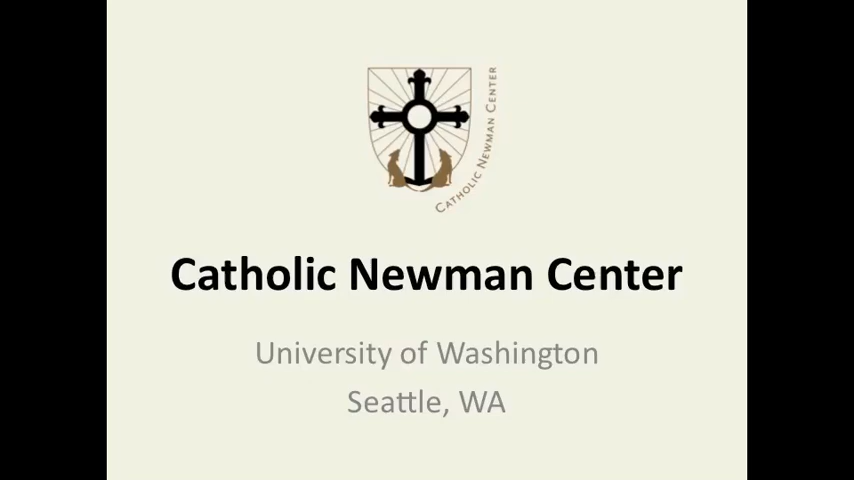 CATHOLIC NEWMAN CENTER
Catholic Newman Center
University of Washington
Seattle, WA